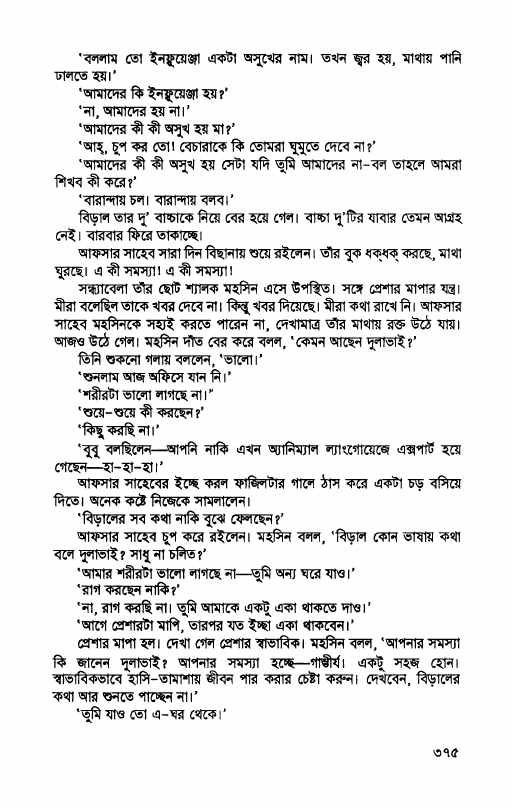 ‘বললাম তো ইনফ্লুয়েঞ্জা একটা অসুখের নাম। তখন জ্বর হয়, মাথায় পানি
ঢালতে হয়।’
‘আমাদের কি ইনফ্লুয়েঞ্জা হয়?’
‘না, আমাদের হয় না।’
‘আমাদের কী কী অসুখ হয় মা?’
‘আহ্, চুপ কর তো! বেচারাকে কি তোমরা ঘুমুতে দেবে না?’
‘আমাদের কী কী অসুখ হয় সেটা যদি তুমি আমাদের না-বল তাহলে আমরা
শিখব কী করে?’
‘বারান্দায় চল। বারান্দায় বলব।’
বিড়াল তার দু’ বাচ্চাকে নিয়ে বের হয়ে গেল। বাচ্চা দু’টির যাবার তেমন আগ্রহ
নেই। বারবার ফিরে তাকাচ্ছে।
আফসার সাহেব সারা দিন বিছানায় শুয়ে রইলেন। তাঁর বুক ধক্‌ধক্ করছে, মাথা
ঘুরছে। এ কী সমস্যা! এ কী সমস্যা!
সন্ধ্যাবেলা তাঁর ছোট শ্যালক মহসিন এসে উপস্থিত। সঙ্গে প্রেশার মাপার যন্ত্র।
মীরা বলেছিল তাকে খবর দেবে না। কিন্তু খবর দিয়েছে। মীরা কথা রাখে নি। আফসার
সাহেব মহসিনকে সহ্যই করতে পারেন না, দেখামাত্র তাঁর মাথায় রক্ত উঠে যায়।
আজও উঠে গেল। মহসিন দাঁত বের করে বলল, ‘কেমন আছেন দুলাভাই?’
তিনি শুকনো গলায় বললেন, ‘ভালো।’
‘শুনলাম আজ অফিসে যান নি।’
‘শরীরটা ভালো লাগছে না।”
‘শুয়ে-শুয়ে কী করছেন?’
‘কিছু করছি না।’
‘বুবু বলছিলেন—আপনি নাকি এখন অ্যানিম্যাল ল্যাংগোয়েজে এক্সপার্ট হয়ে
গেছেন—হা-হা-হা।’
আফসার সাহেবের ইচ্ছে করল ফাজিলটার গালে ঠাস করে একটা চড় বসিয়ে
দিতে। অনেক কষ্টে নিজেকে সামলালেন।
‘বিড়ালের সব কথা নাকি বুঝে ফেলছেন?’
আফসার সাহেব চুপ করে রইলেন। মহসিন বলল, ‘বিড়াল কোন ভাষায় কথা
বলে দুলাভাই? সাধু না চলিত?’
‘আমার শরীরটা ভালো লাগছে না—তুমি অন্য ঘরে যাও।’
‘রাগ করছেন নাকি?’
‘না, রাগ করছি না। তুমি আমাকে একটু একা থাকতে দাও।’
‘আগে প্রেশারটা মাপি, তারপর যত ইচ্ছা একা থাকবেন।’
প্রেশার মাপা হল। দেখা গেল প্রেশার স্বাভাবিক। মহসিন বলল, ‘আপনার সমস্যা
কি জানেন দুলাভাই? আপনার সমস্যা হচ্ছে—গাম্ভীর্য। একটু সহজ হোন।
স্বাভাবিকভাবে হাসি-তামাশায় জীবন পার করার চেষ্টা করুন। দেখবেন, বিড়ালের
কথা আর শুনতে পাচ্ছেন না।’
‘তুমি যাও তো এ-ঘর থেকে।’
৩৭৫